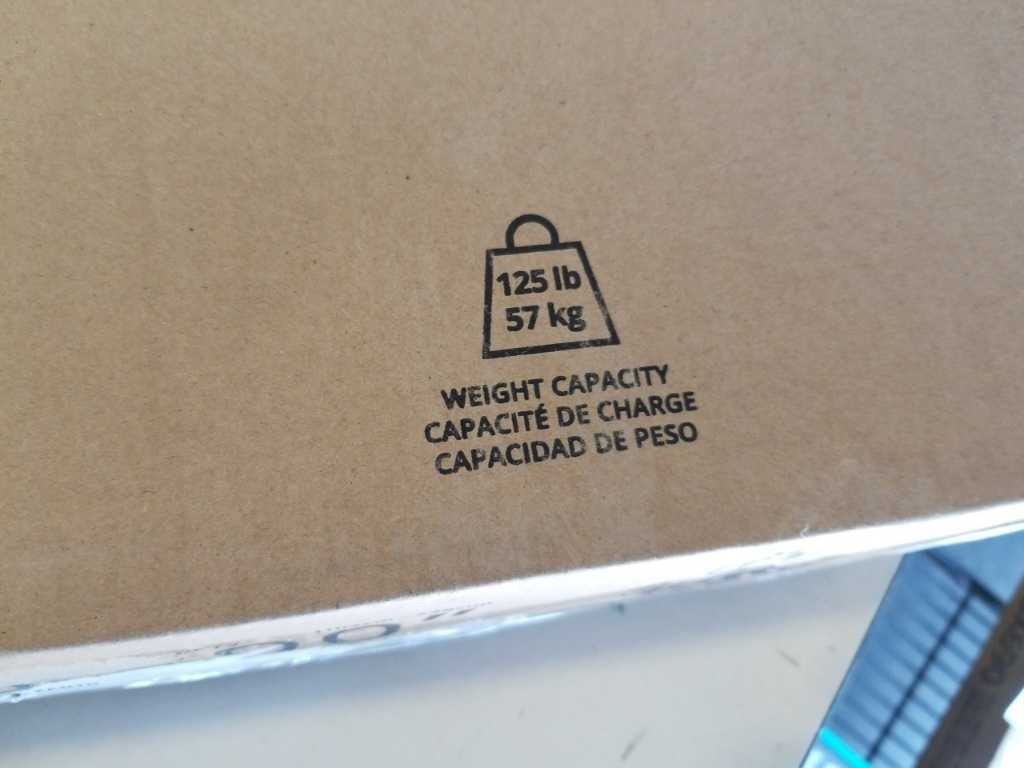 125 lb
57 kg
WEIGHT CAPACITY
CAPACITÉ DE CHARGE
CAPACIDAD DE PESO